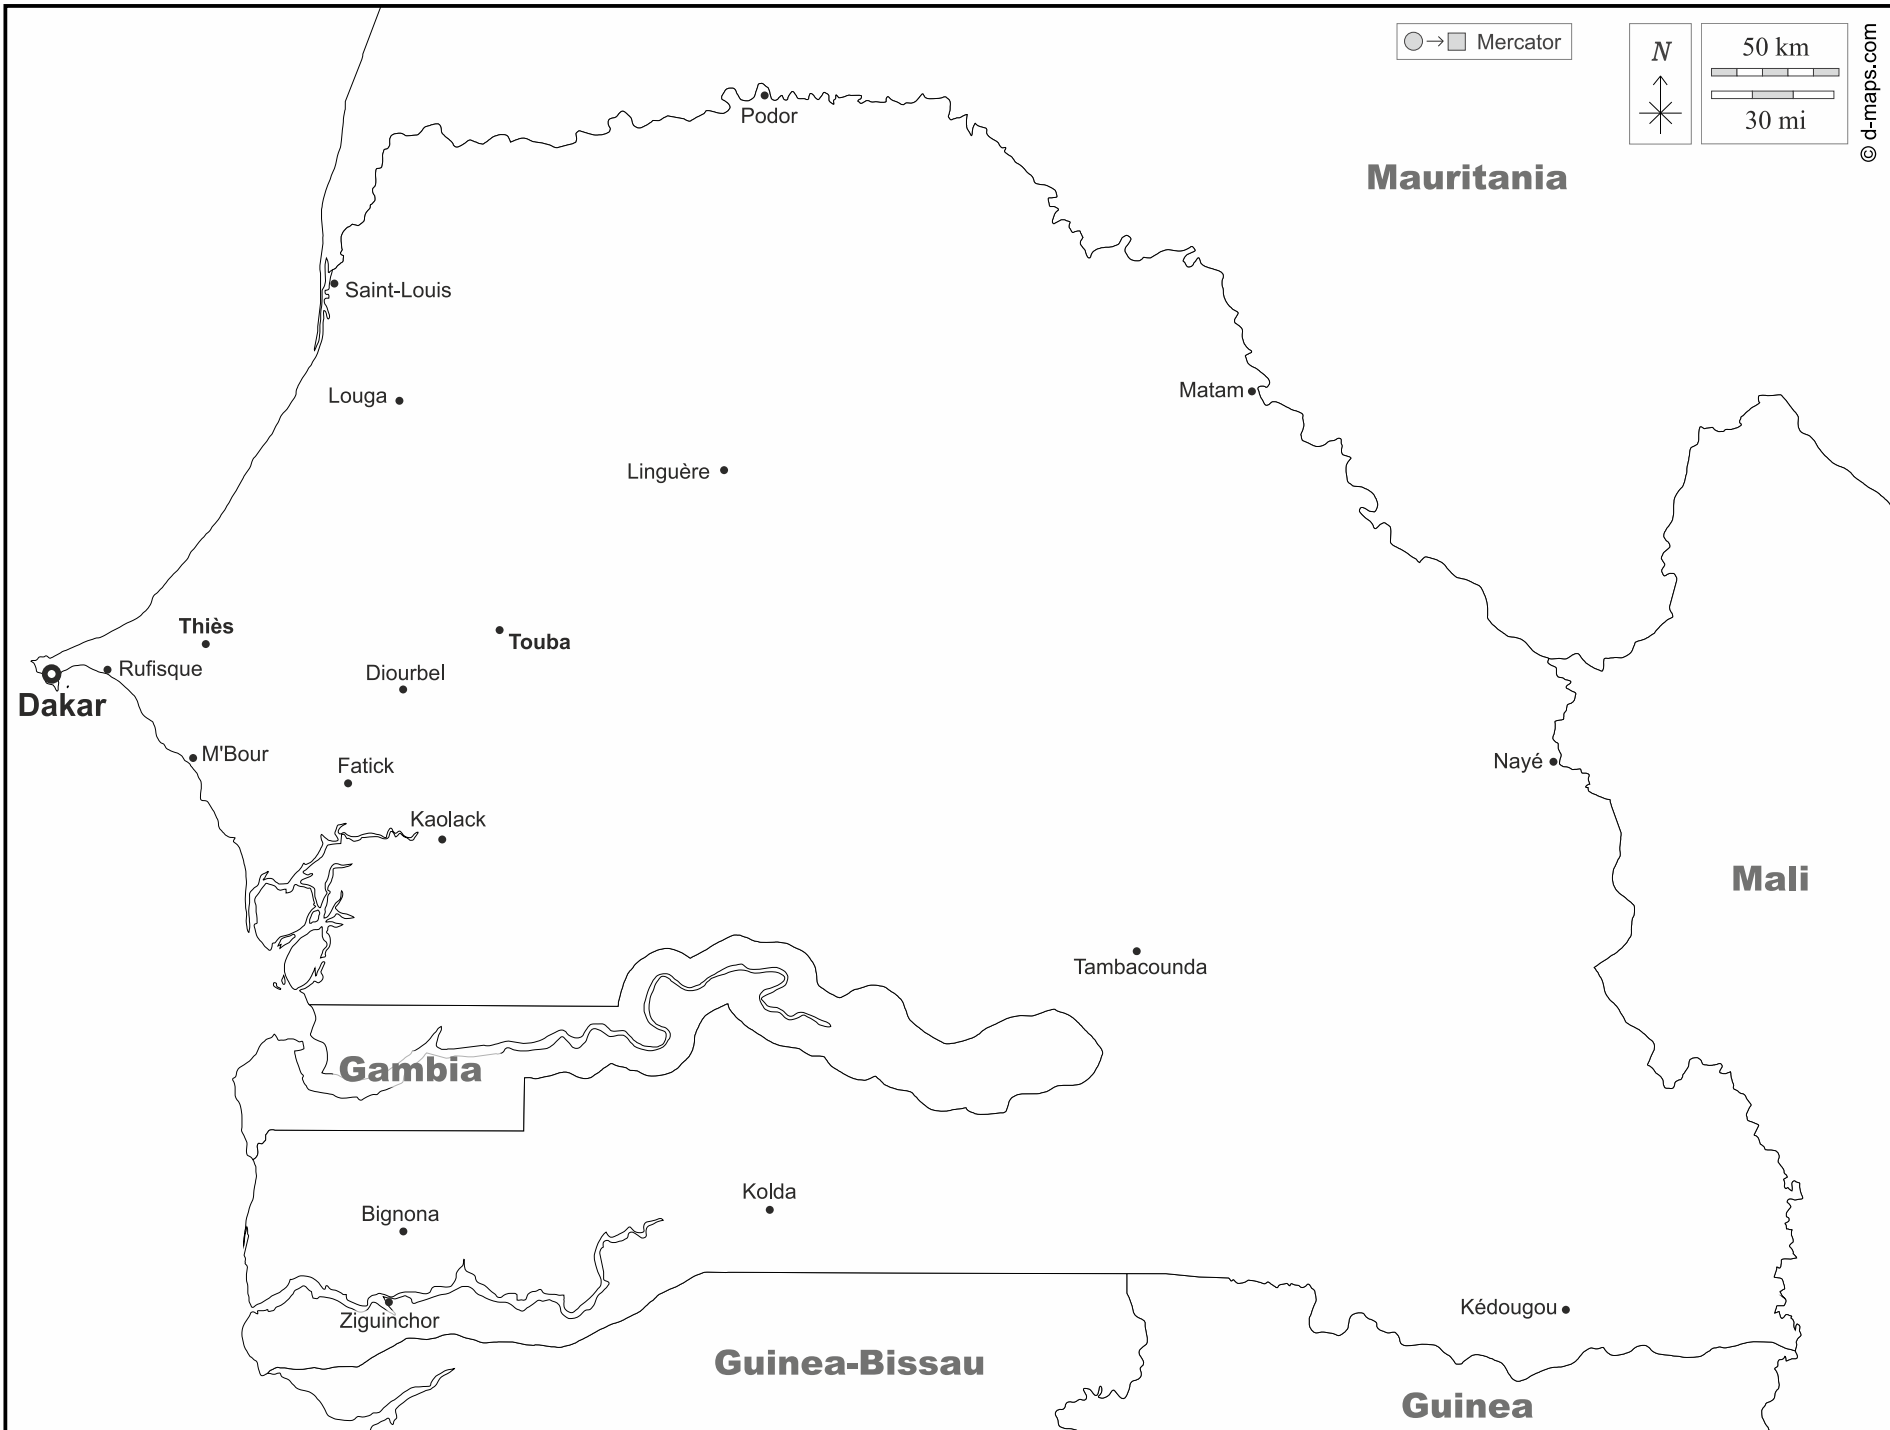 Mercator
N
50 km
30 mi
© d-maps.com
Podor
Mauritania
Saint-Louis
Louga
Matam
Linguère
Thiès
Touba
Rufisque
Diourbel
Dakar
M'Bour
Nayé
Fatick
Kaolack
Mali
Tambacounda
Gambia
Kolda
Bignona
Kédougou
Ziguinchor
Guinea-Bissau
Guinea